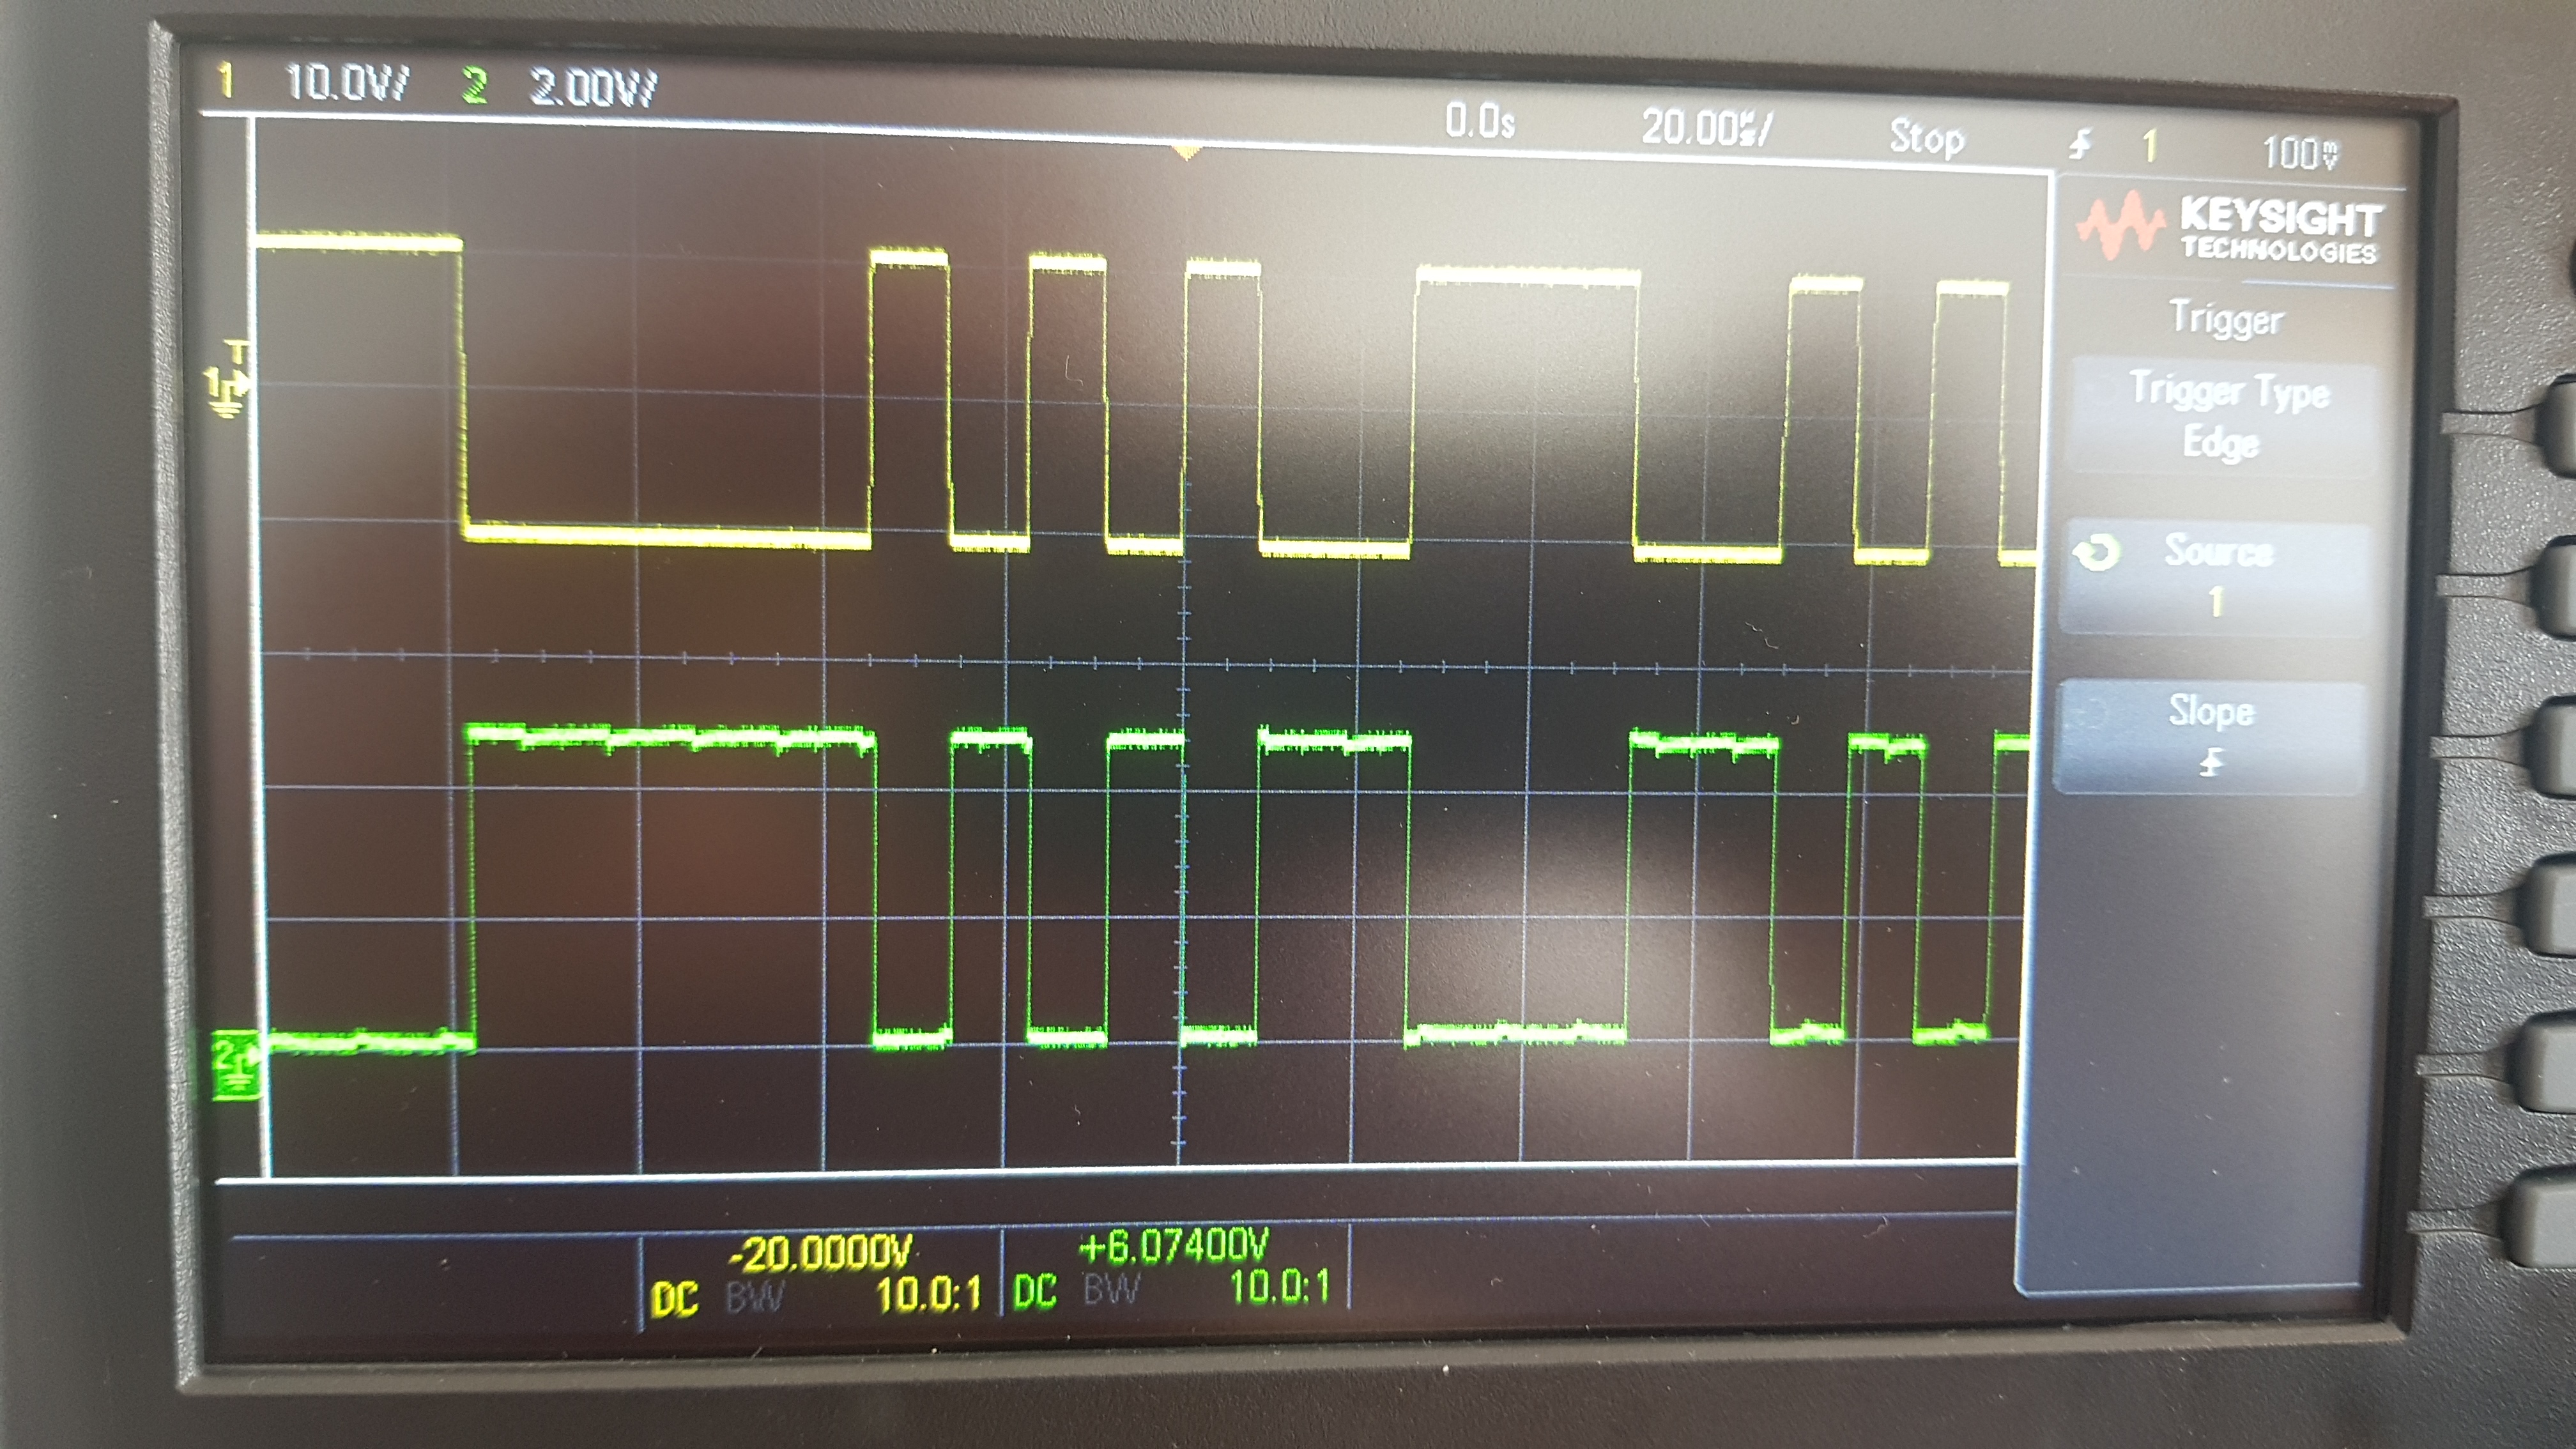 1 10.0V/ 2 2.00V/ 0.0s 20.00µs/ Stop 1 100mV
KEYSIGHT
TECHNOLOGIES
Trigger
Trigger Type
Edge
Source
1
Slope
T
1
2
-20.0000V +6.07400V
DC BW 10.0:1 DC BW 10.0:1